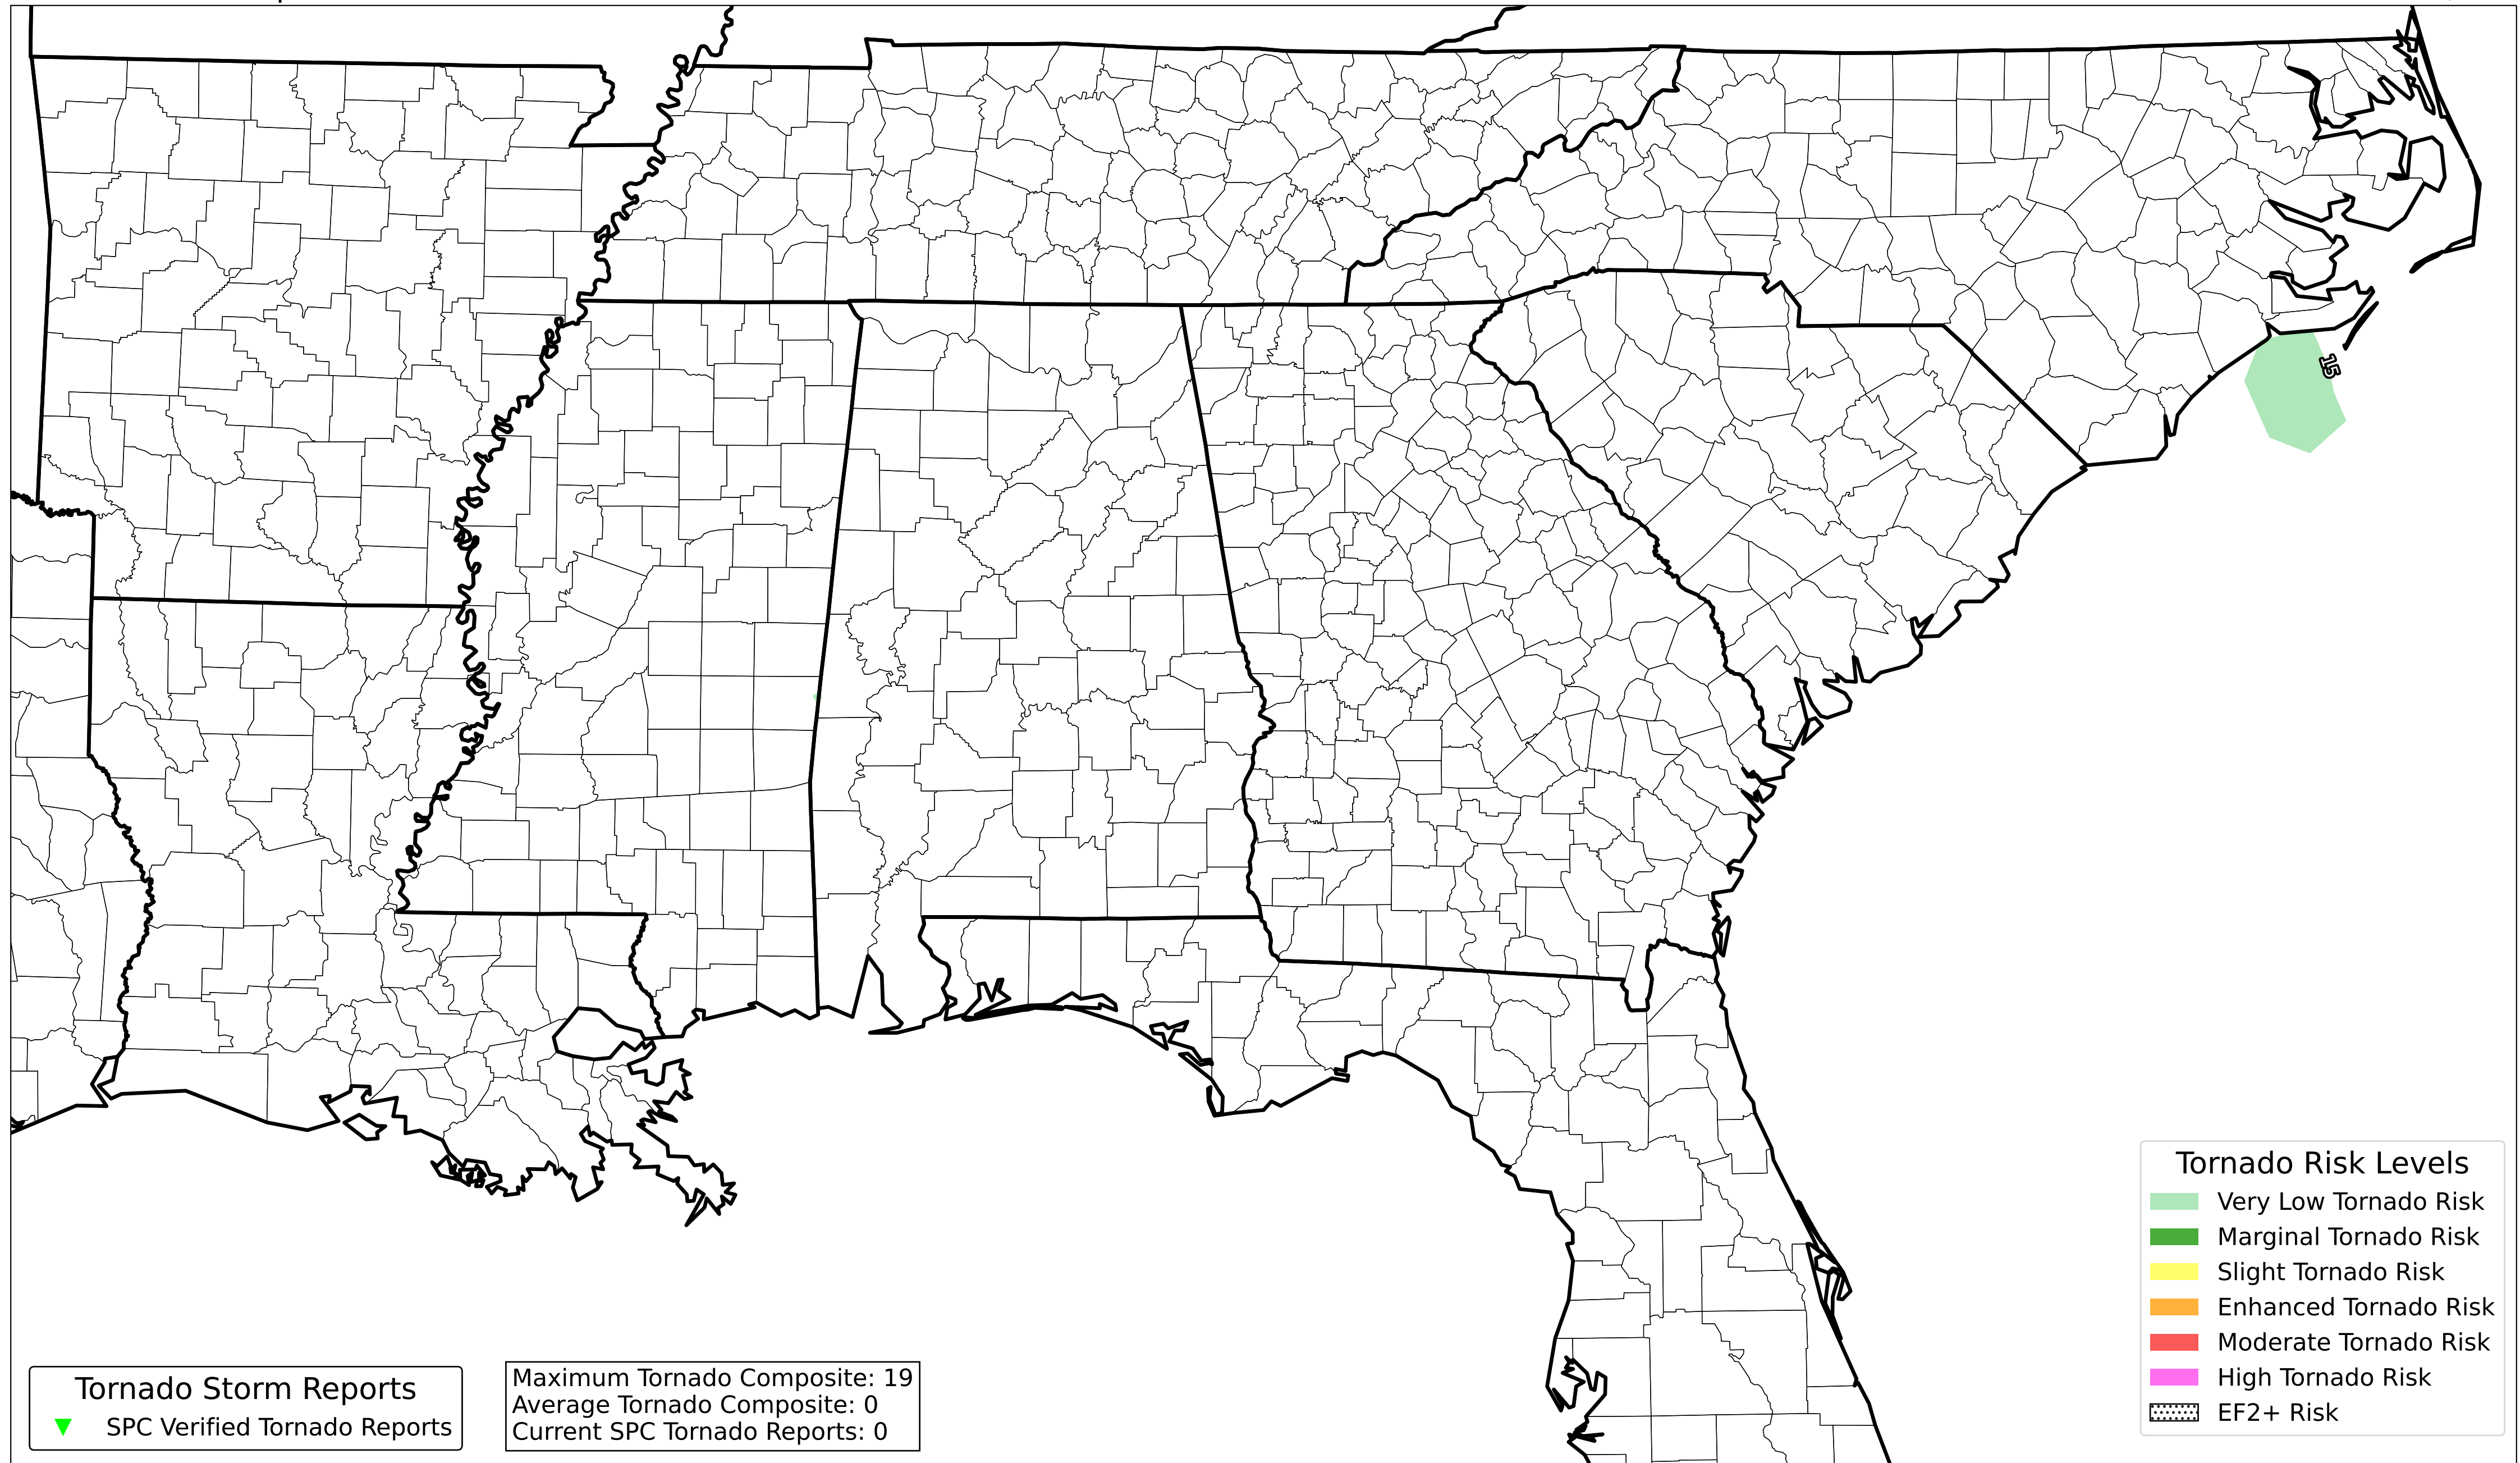 15
Tornado Risk Levels
Very Low Tornado Risk
Marginal Tornado Risk
Slight Tornado Risk
Enhanced Tornado Risk
Moderate Tornado Risk
High Tornado Risk
EF2+ Risk
Tornado Storm Reports
SPC Verified Tornado Reports
Maximum Tornado Composite: 19
Average Tornado Composite: 0
Current SPC Tornado Reports: 0